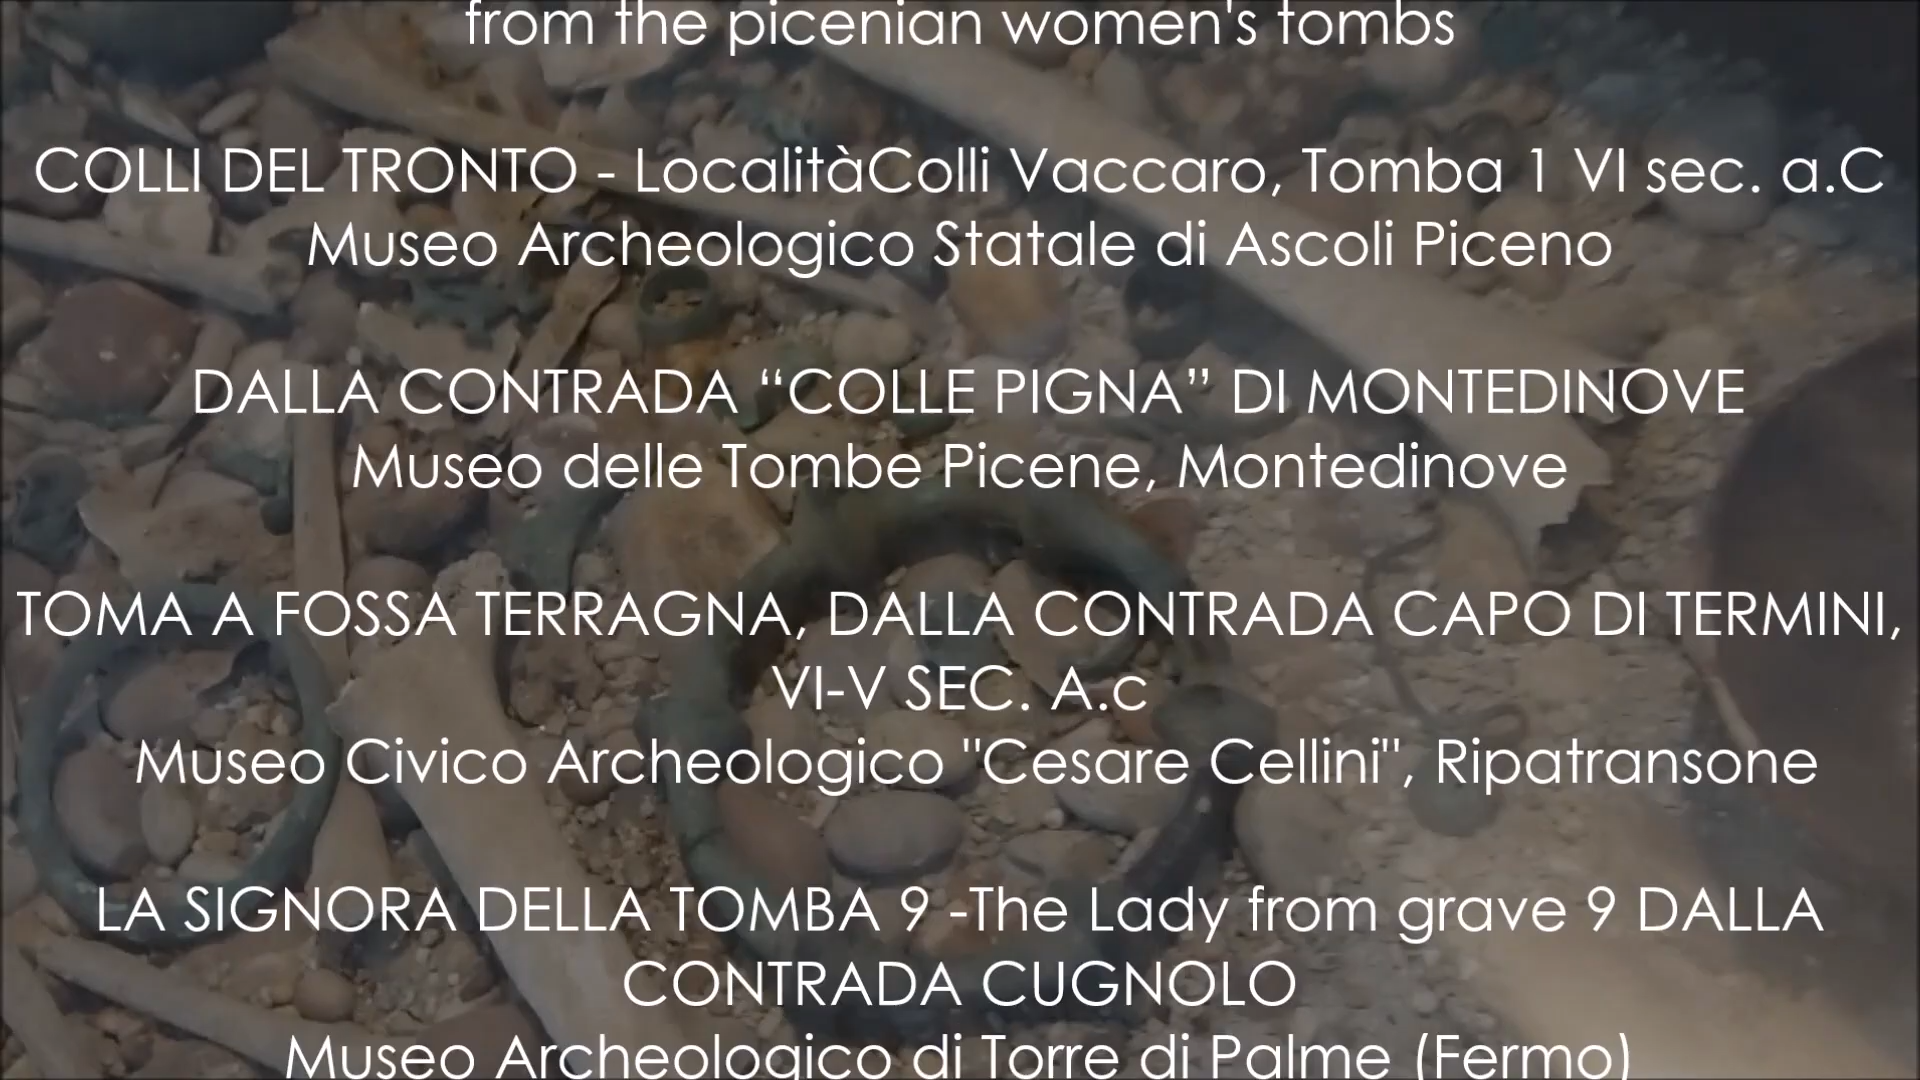 from the picenian women's tombs
COLLI DEL TRONTO - LocalitàColli Vaccaro, Tomba 1 VI sec. a.C
Museo Archeologico Statale di Ascoli Piceno
DALLA CONTRADA “COLLE PIGNA” DI MONTEDINOVE
Museo delle Tombe Picene, Montedinove
TOMA A FOSSA TERRAGNA, DALLA CONTRADA CAPO DI TERMINI,
VI-V SEC. A.c
Museo Civico Archeologico "Cesare Cellini", Ripatransone
LA SIGNORA DELLA TOMBA 9 -The Lady from grave 9 DALLA
CONTRADA CUGNOLO
Museo Archeologico di Torre di Palme (Fermo)